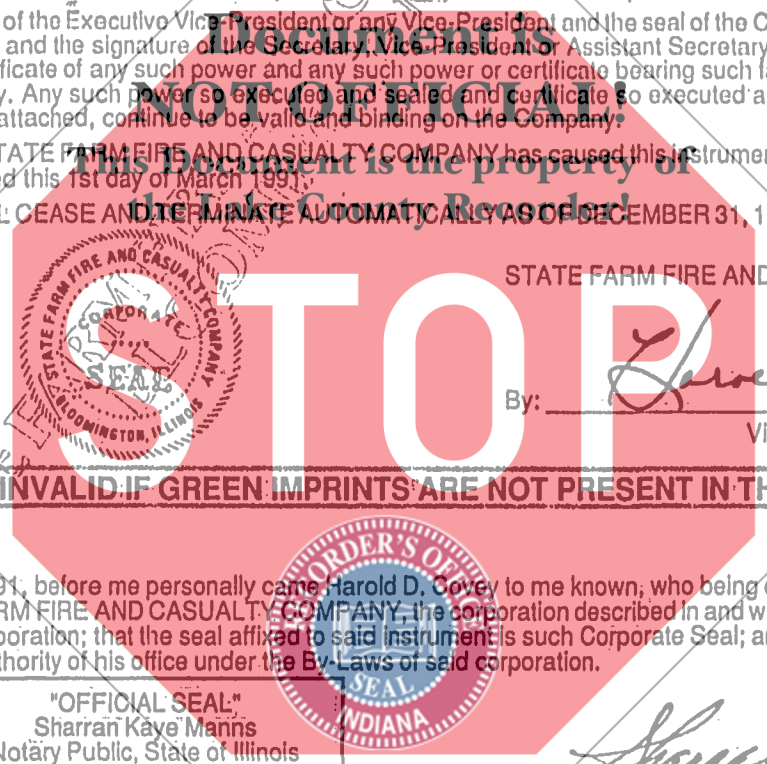 of the Executive Vice-President or any Vice-President and the seal of the C
Document is
and the signature of the Secretary, Vice-President or Assistant Secretary
ficate of any such power and any such power or certificate bearing such fa
NOT OFFICIAL!
y. Any such power so executed and sealed and certificate so executed a
attached, continue to be valid and binding on the Company.
TATE FARM FIRE AND CASUALTY COMPANY has caused this instrumen
This Document is the property of
ed this 1st day of March 1991.
the Lake County Recorder!
L CEASE AND TERMINATE AUTOMATICALLY AS OF DECEMBER 31, 1
STATE FARM FIRE AND CASUALTY COMPANY
CORPORATE
SEAL
BLOOMINGTON, ILLINOIS
STATE FARM FIRE AND
STOP
By:
Vi
INVALID IF GREEN IMPRINTS ARE NOT PRESENT IN TH
RECORDER'S OFFICE
91, before me personally came Harold D. Covey to me known, who being
RM FIRE AND CASUALTY COMPANY, the corporation described in and w
poration; that the seal affixed to said instrument is such Corporate Seal; a
thority of his office under the By-Laws of said corporation.
SEAL
INDIANA
"OFFICIAL SEAL"
Sharran Kaye Manns
Notary Public, State of Illinois